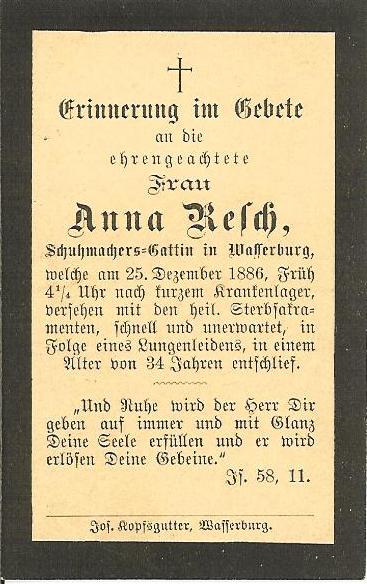 Erinnerung im Gebete
an die
ehrengeachtete
Frau
Anna Resch,
Schuhmachers=Gattin in Wasserburg,
welche am 25. Dezember 1886, Früh
4¹/₄ Uhr nach kurzem Krankenlager,
versehen mit den heil. Sterbsakra-
menten, schnell und unerwartet, in
Folge eines Lungenleidens, in einem
Alter von 34 Jahren entschlief.
„Und Ruhe wird der Herr Dir
geben auf immer und mit Glanz
Deine Seele erfüllen und er wird
erlösen Deine Gebeine.“
Js. 58, 11.
Jos. Kopfsgutter, Wasserburg.